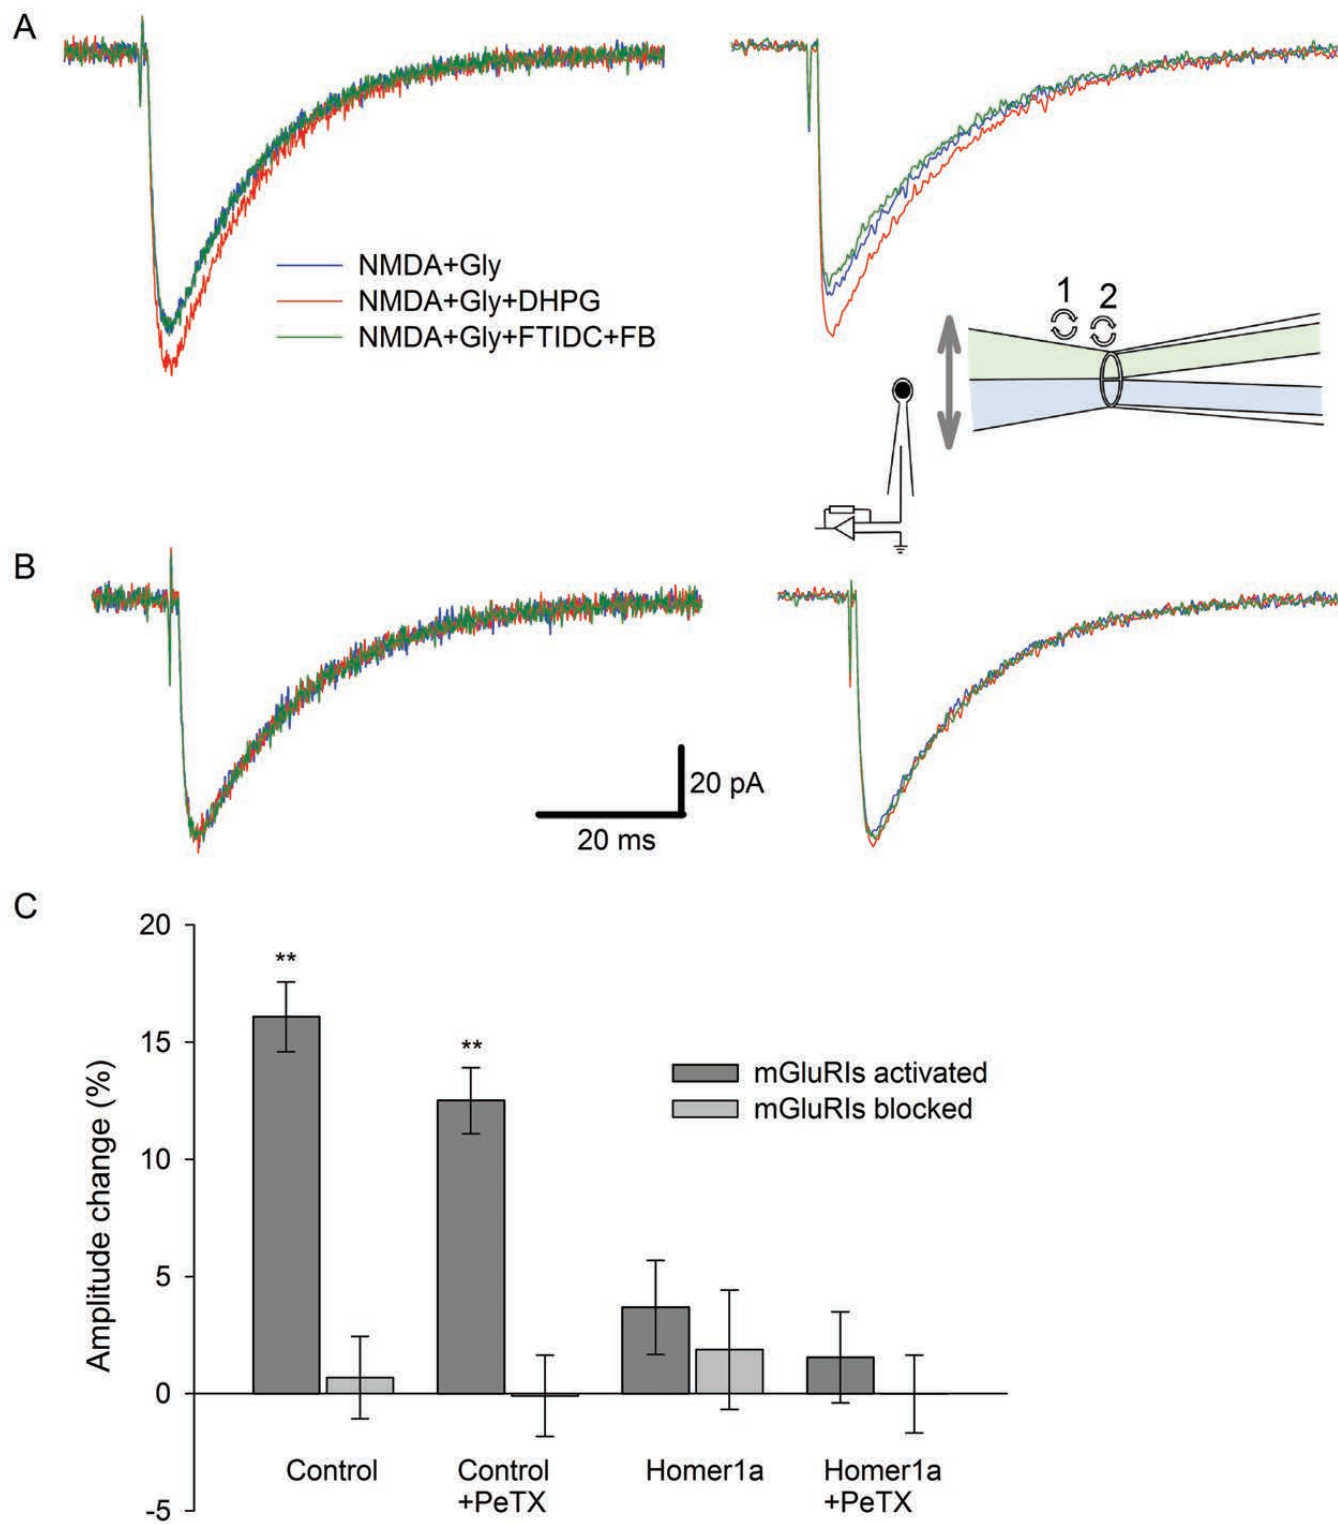 A
NMDA+Gly
NMDA+Gly+DHPG
NMDA+Gly+FTIDC+FB
1 2
B
20 pA
20 ms
C
20
15
10
5
0
-5
Amplitude change (%)
**
**
mGluRIs activated
mGluRIs blocked
Control
Control
+PeTX
Homer1a
Homer1a
+PeTX